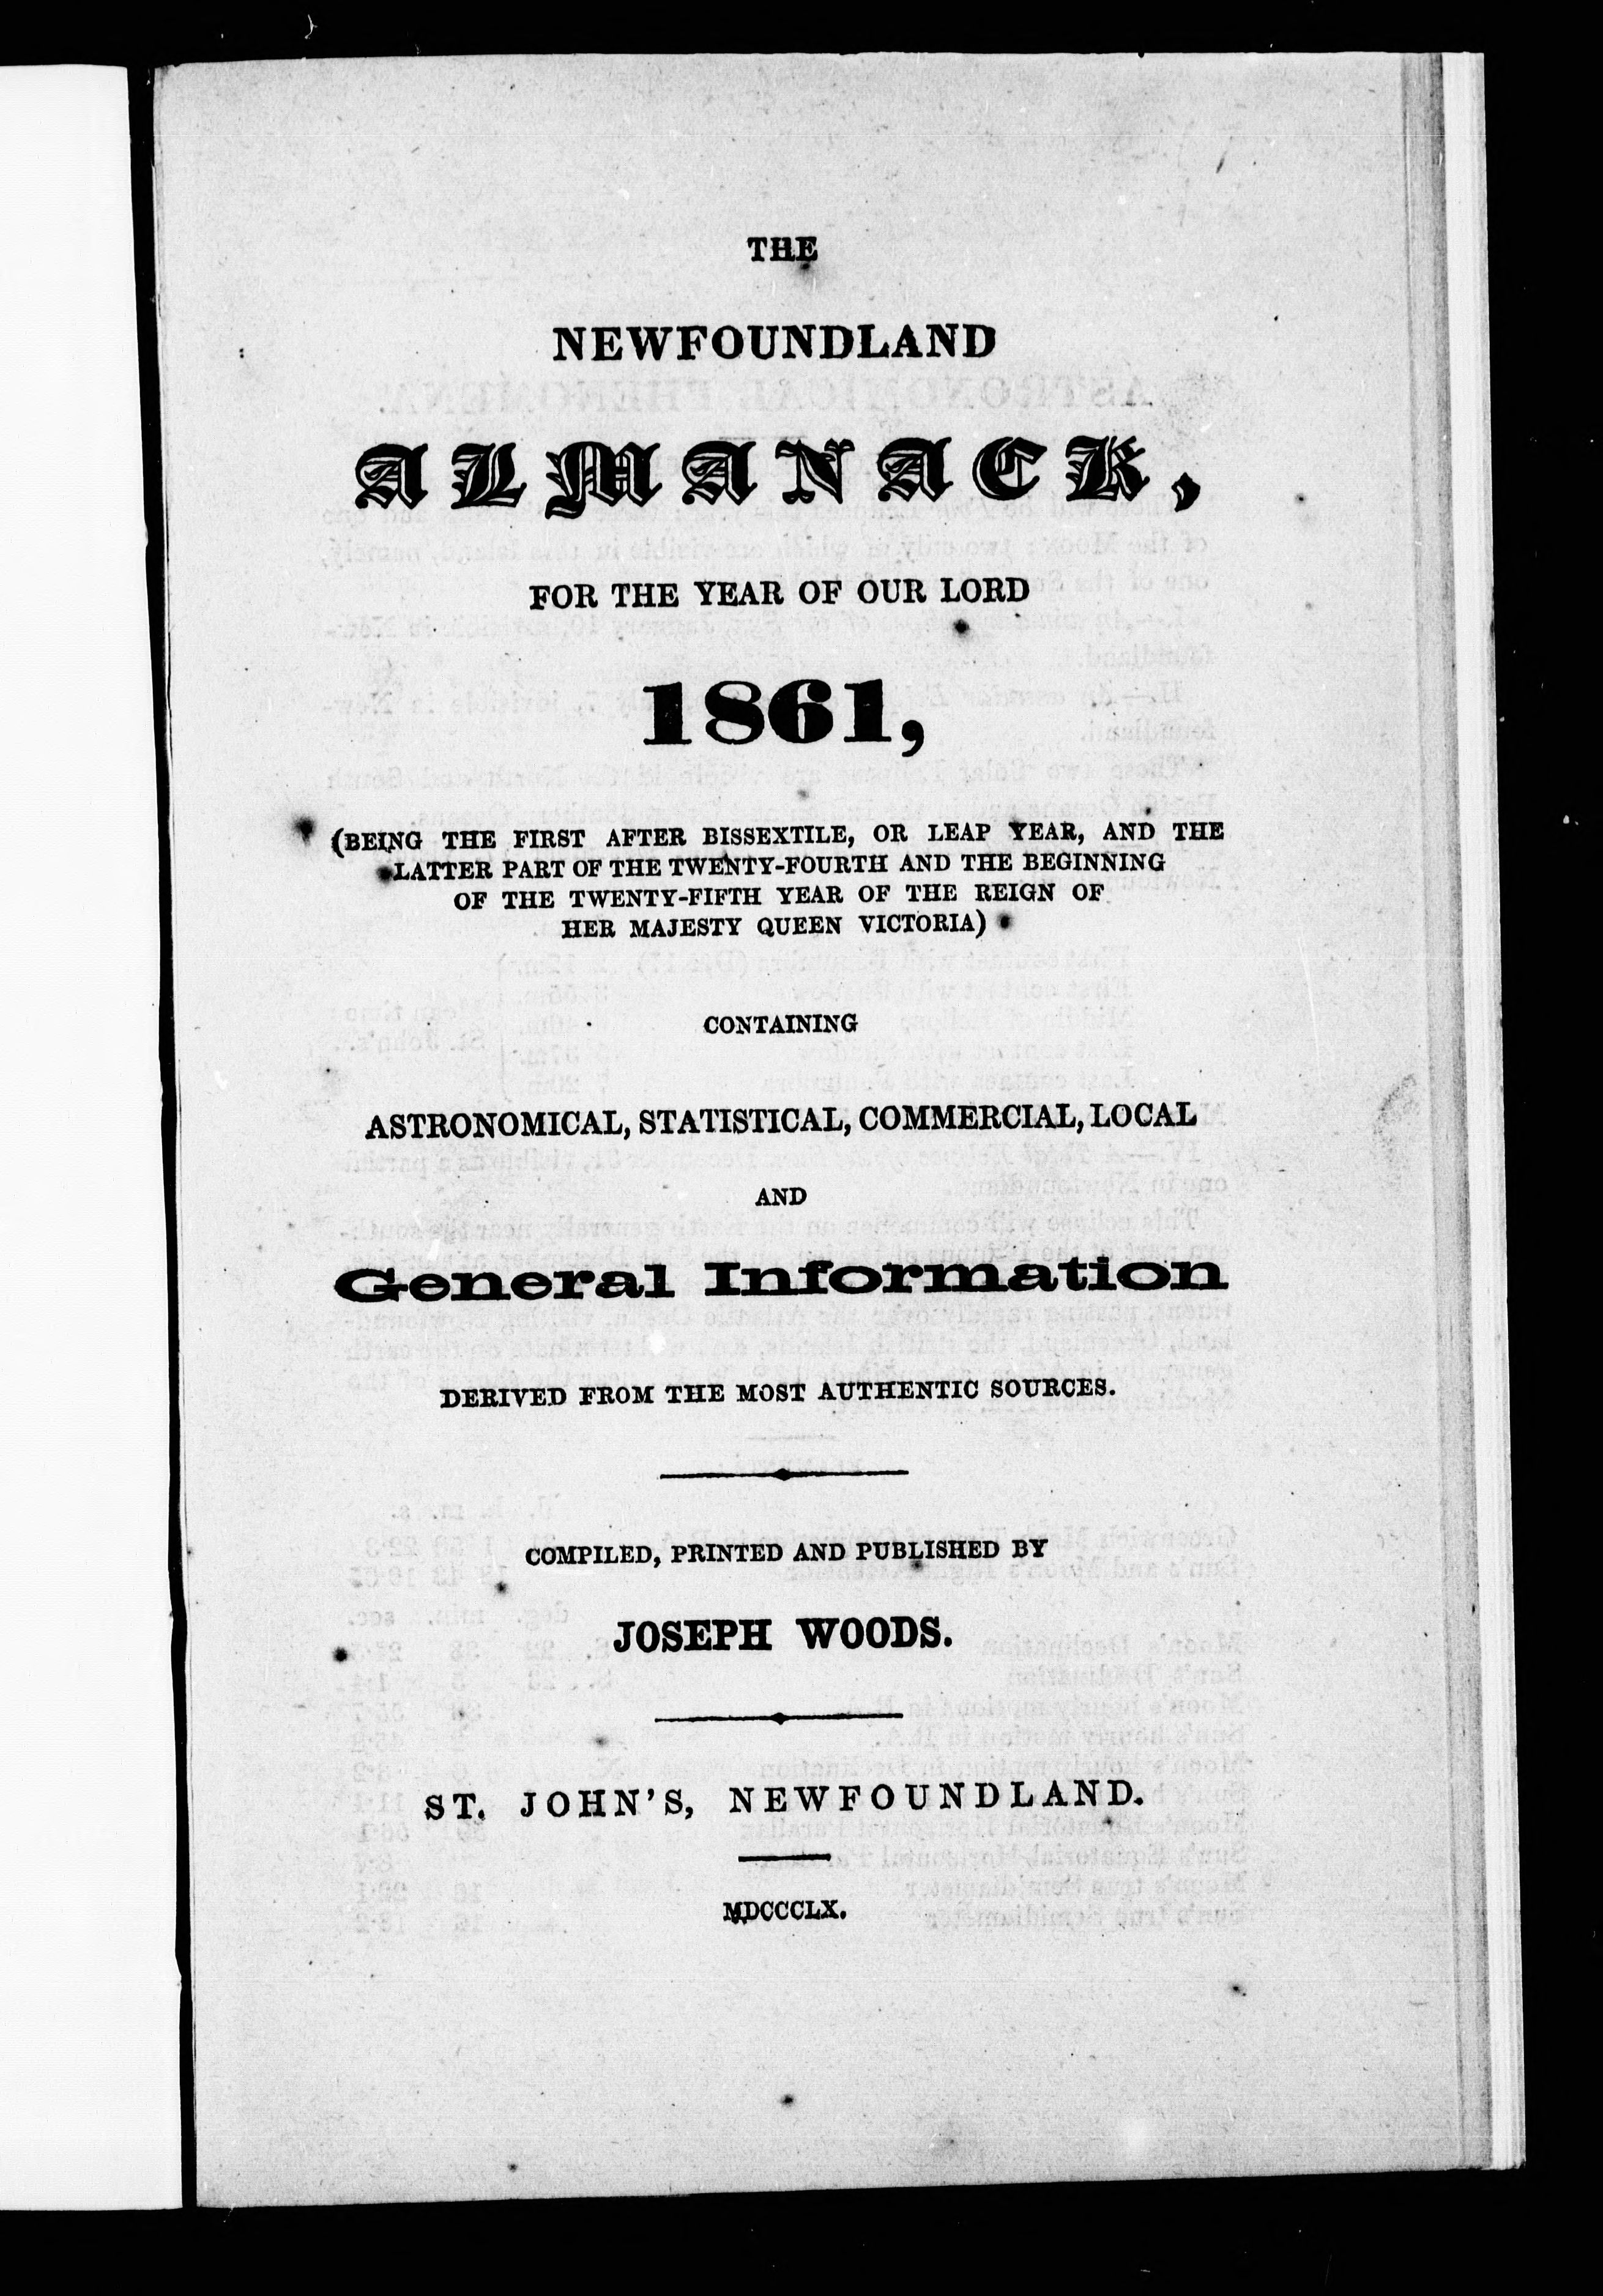 THE
NEWFOUNDLAND
ALMANACK,
FOR THE YEAR OF OUR LORD
1861,
(BEING THE FIRST AFTER BISSEXTILE, OR LEAP YEAR, AND THE
LATTER PART OF THE TWENTY-FOURTH AND THE BEGINNING
OF THE TWENTY-FIFTH YEAR OF THE REIGN OF
HER MAJESTY QUEEN VICTORIA)
CONTAINING
ASTRONOMICAL, STATISTICAL, COMMERCIAL, LOCAL
AND
General Information
DERIVED FROM THE MOST AUTHENTIC SOURCES.
COMPILED, PRINTED AND PUBLISHED BY
JOSEPH WOODS.
ST. JOHN'S, NEWFOUNDLAND.
MDCCCLX.